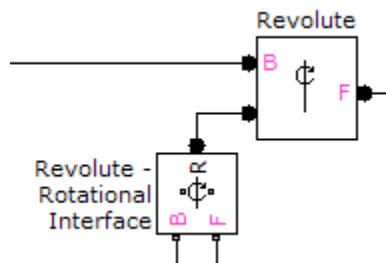 Revolute
B
F
Revolute -
Rotational
Interface
R
B F